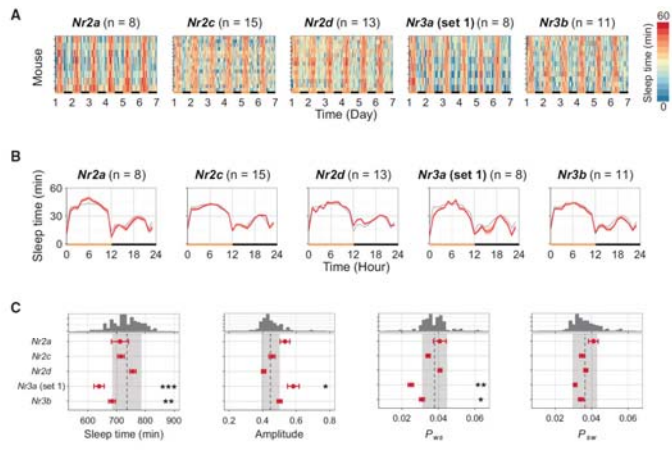 A
Nr2a (n = 8) Nr2c (n = 15) Nr2d (n = 13) Nr3a (set 1) (n = 8) Nr3b (n = 11)
Mouse
1 2 3 4 5 6 7 1 2 3 4 5 6 7 1 2 3 4 5 6 7 1 2 3 4 5 6 7 1 2 3 4 5 6 7
Time (Day)
60
Sleep time (min)
0
B
Nr2a (n = 8) Nr2c (n = 15) Nr2d (n = 13) Nr3a (set 1) (n = 8) Nr3b (n = 11)
Sleep time (min)
60
30
0
0 6 12 18 24 0 6 12 18 24 0 6 12 18 24 0 6 12 18 24 0 6 12 18 24
Time (Hour)
C
Nr2a
Nr2c
Nr2d
Nr3a (set 1) *** * **
Nr3b ** *
600 700 800 900 0.2 0.4 0.6 0.8 0.02 0.04 0.06 0.02 0.04 0.06
Sleep time (min) Amplitude Pws Psw